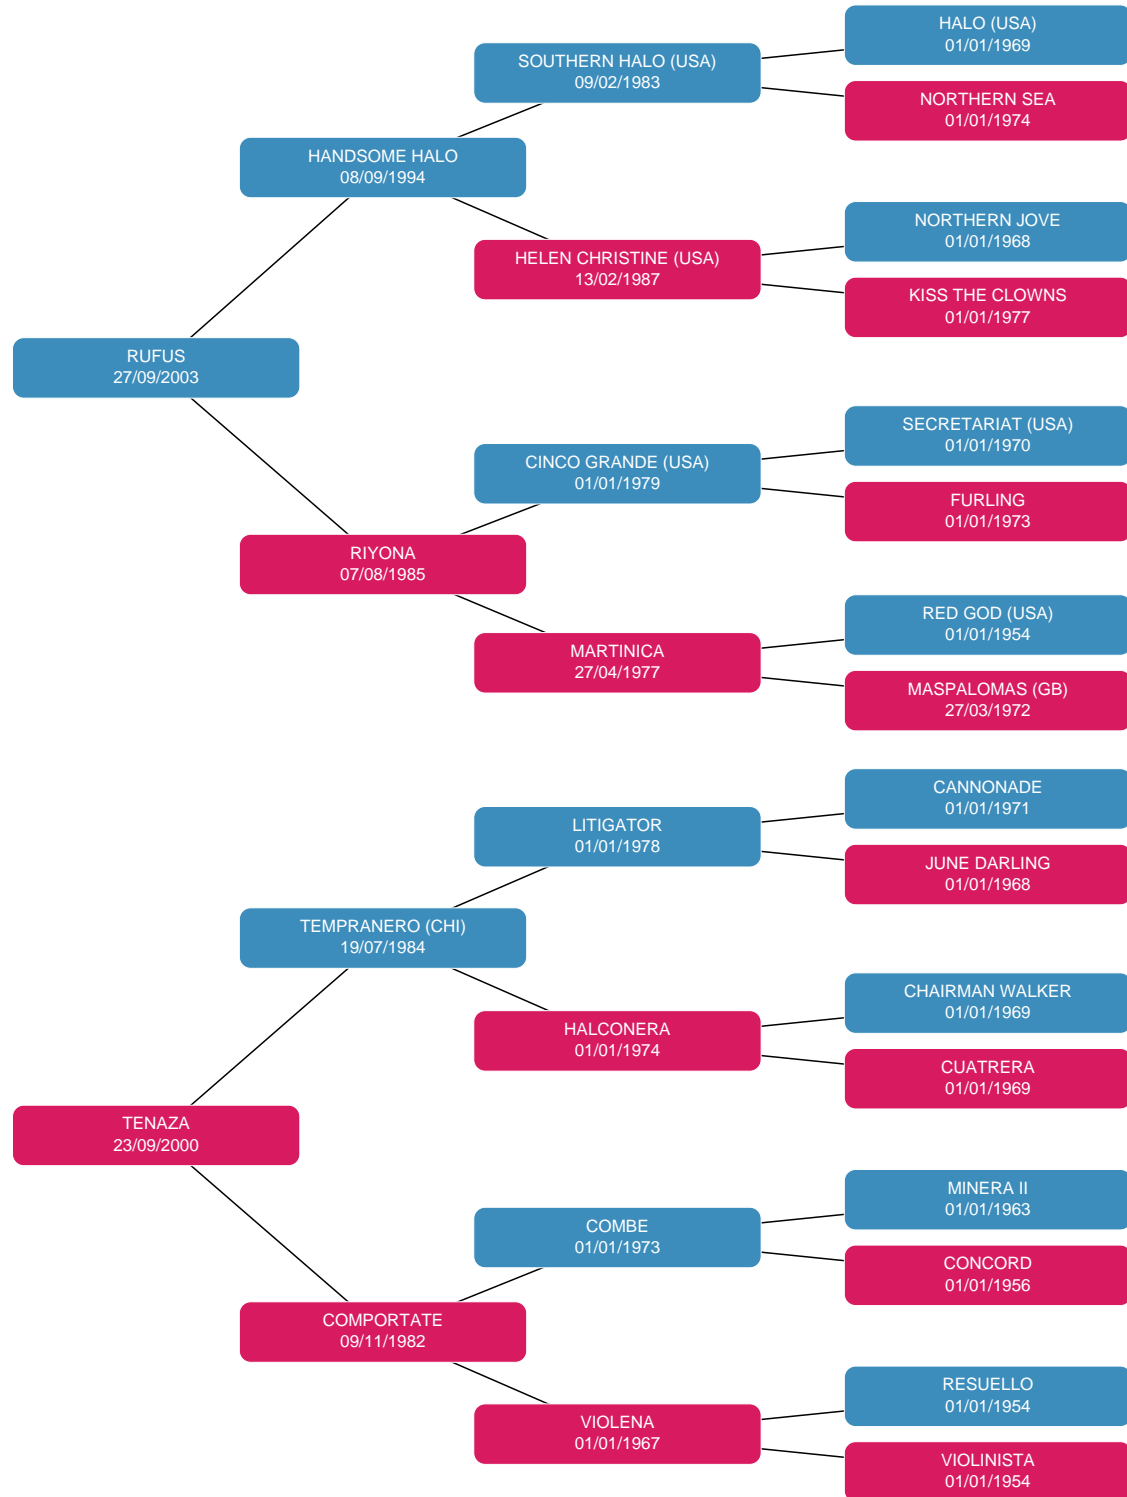 HALO (USA)
01/01/1969
SOUTHERN HALO (USA)
09/02/1983
NORTHERN SEA
01/01/1974
HANDSOME HALO
08/09/1994
NORTHERN JOVE
01/01/1968
HELEN CHRISTINE (USA)
13/02/1987
KISS THE CLOWNS
01/01/1977
RUFUS
27/09/2003
SECRETARIAT (USA)
01/01/1970
CINCO GRANDE (USA)
01/01/1979
FURLING
01/01/1973
RIYONA
07/08/1985
RED GOD (USA)
01/01/1954
MARTINICA
27/04/1977
MASPALOMAS (GB)
27/03/1972
CANNONADE
01/01/1971
LITIGATOR
01/01/1978
JUNE DARLING
01/01/1968
TEMPRANERO (CHI)
19/07/1984
CHAIRMAN WALKER
01/01/1969
HALCONERA
01/01/1974
CUATRERA
01/01/1969
TENAZA
23/09/2000
MINERA II
01/01/1963
COMBE
01/01/1973
CONCORD
01/01/1956
COMPORTATE
09/11/1982
RESUELLO
01/01/1954
VIOLENA
01/01/1967
VIOLINISTA
01/01/1954